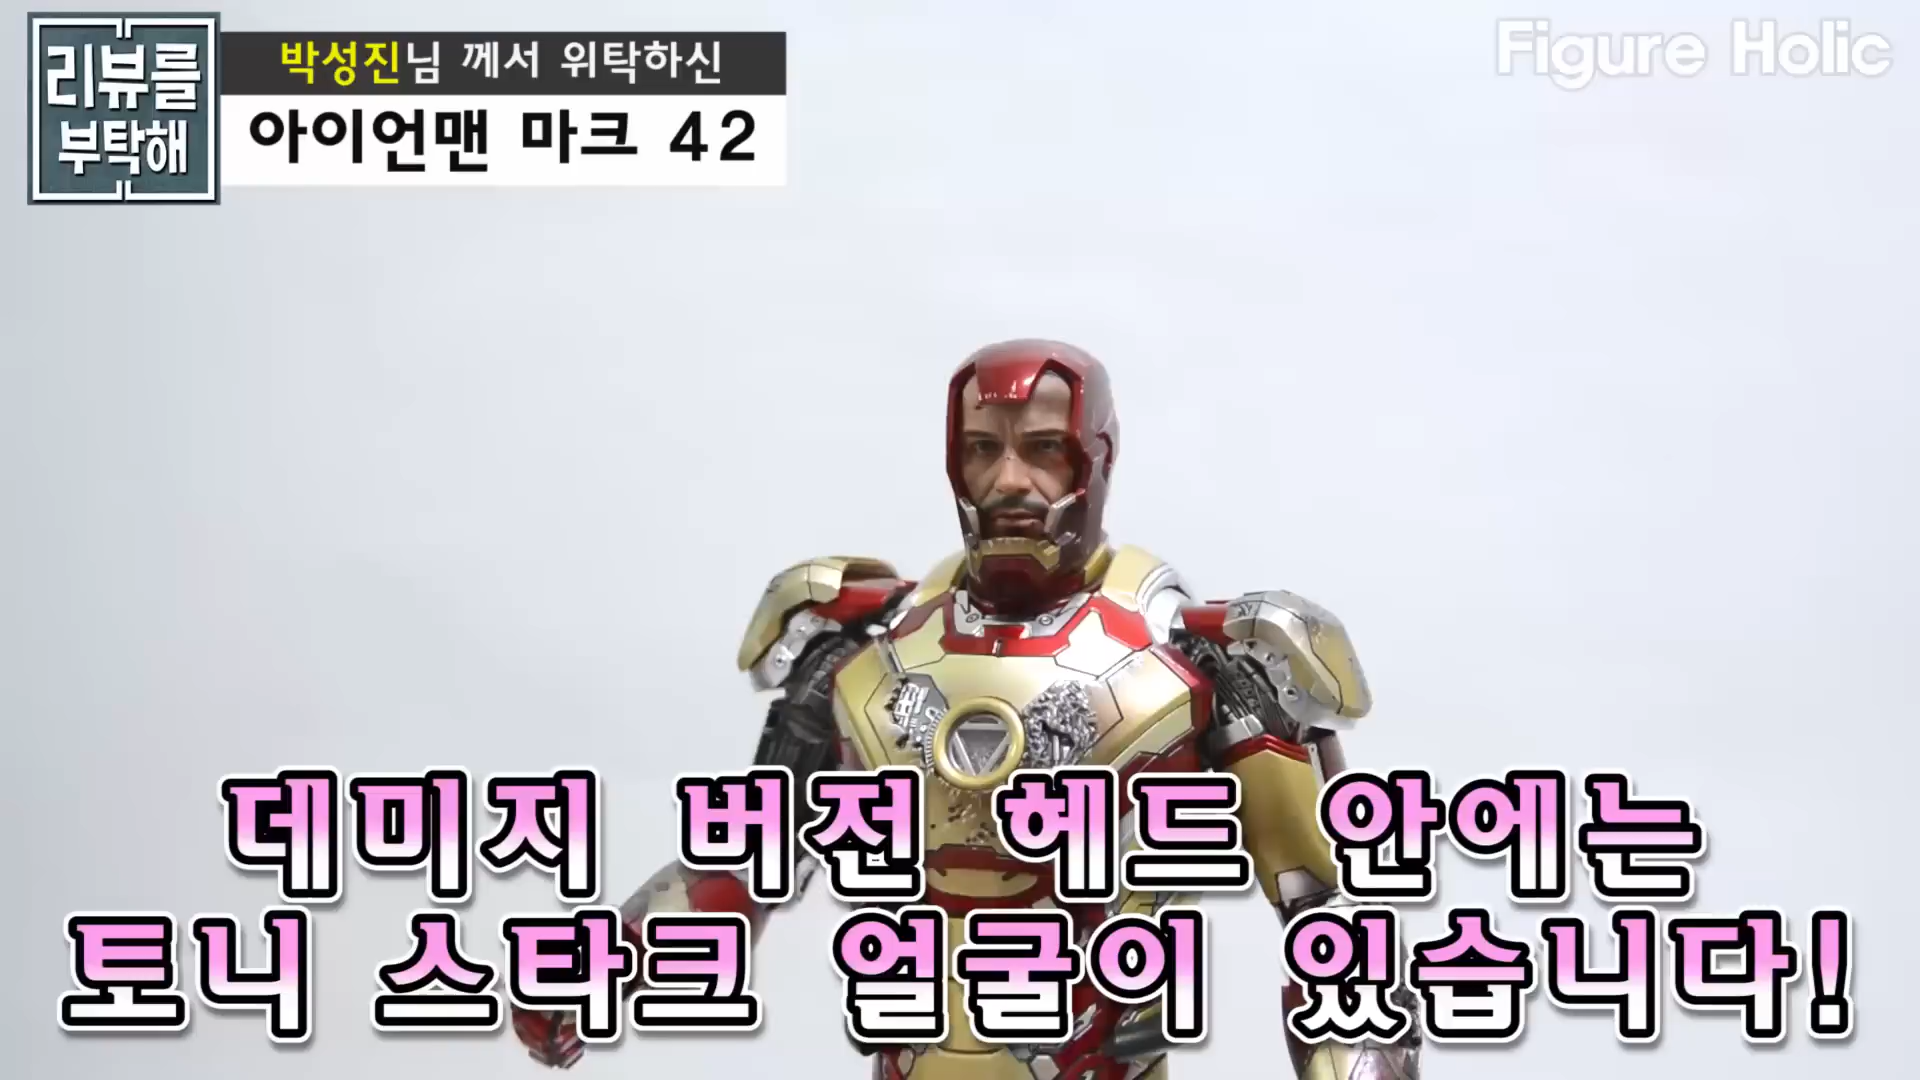 리뷰를
부탁해
박성진님 께서 위탁하신
아이언맨 마크 42
Figure Holic
데미지 버전 헤드 안에는
토니 스타크 얼굴이 있습니다!